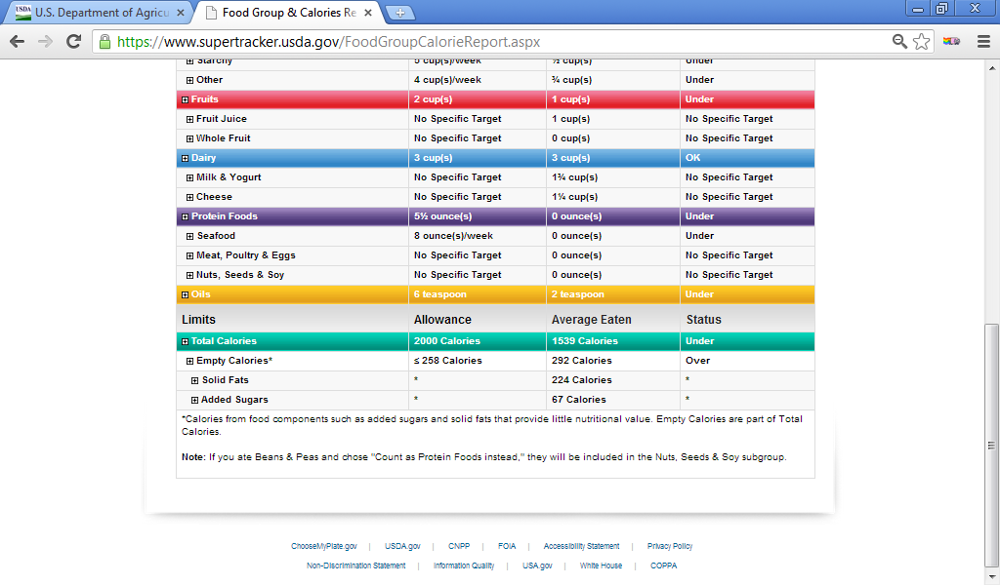 U.S. Department of Agricu
Food Group & Calories Re
https://www.supertracker.usda.gov/FoodGroupCalorieReport.aspx
Starchy 5 cup(s)/week ½ cup(s) Under
Other 4 cup(s)/week ¾ cup(s) Under
Fruits 2 cup(s) 1 cup(s) Under
Fruit Juice No Specific Target 1 cup(s) No Specific Target
Whole Fruit No Specific Target 0 cup(s) No Specific Target
Dairy 3 cup(s) 3 cup(s) OK
Milk & Yogurt No Specific Target 1¾ cup(s) No Specific Target
Cheese No Specific Target 1¼ cup(s) No Specific Target
Protein Foods 5½ ounce(s) 0 ounce(s) Under
Seafood 8 ounce(s)/week 0 ounce(s) Under
Meat, Poultry & Eggs No Specific Target 0 ounce(s) No Specific Target
Nuts, Seeds & Soy No Specific Target 0 ounce(s) No Specific Target
Oils 6 teaspoon 2 teaspoon Under
Limits Allowance Average Eaten Status
Total Calories 2000 Calories 1539 Calories Under
Empty Calories* ≤ 258 Calories 292 Calories Over
Solid Fats * 224 Calories *
Added Sugars * 67 Calories *
*Calories from food components such as added sugars and solid fats that provide little nutritional value. Empty Calories are part of Total
Calories.
Note: If you ate Beans & Peas and chose "Count as Protein Foods instead," they will be included in the Nuts, Seeds & Soy subgroup.
ChooseMyPlate.gov | USDA.gov | CNPP | FOIA | Accessibility Statement | Privacy Policy
Non-Discrimination Statement | Information Quality | USA.gov | White House | COPPA